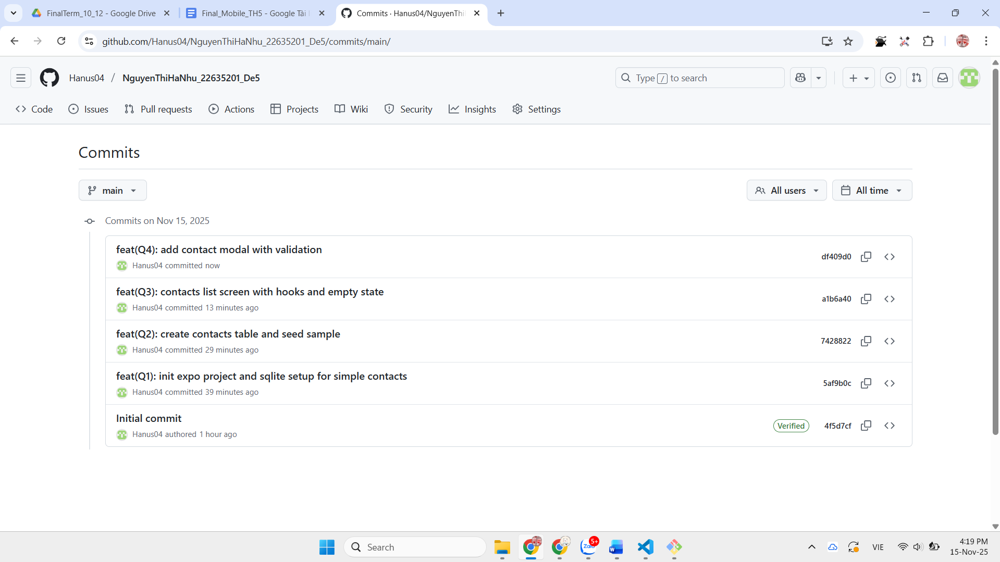 FinalTerm_10_12 - Google Drive
Final_Mobile_TH5 - Google Tài
Commits · Hanus04/NguyenThi
github.com/Hanus04/NguyenThiHaNhu_22635201_De5/commits/main/
Hanus04 / NguyenThiHaNhu_22635201_De5
Type / to search
Code
Issues
Pull requests
Actions
Projects
Wiki
Security
Insights
Settings
Commits
main
All users
All time
Commits on Nov 15, 2025
feat(Q4): add contact modal with validation
Hanus04 committed now
df409d0
feat(Q3): contacts list screen with hooks and empty state
Hanus04 committed 13 minutes ago
a1b6a40
feat(Q2): create contacts table and seed sample
Hanus04 committed 29 minutes ago
7428822
feat(Q1): init expo project and sqlite setup for simple contacts
Hanus04 committed 39 minutes ago
5af9b0c
Initial commit
Hanus04 authored 1 hour ago
Verified
4f5d7cf
Search
Zalo
5+
W
VIE
4:19 PM
15-Nov-25